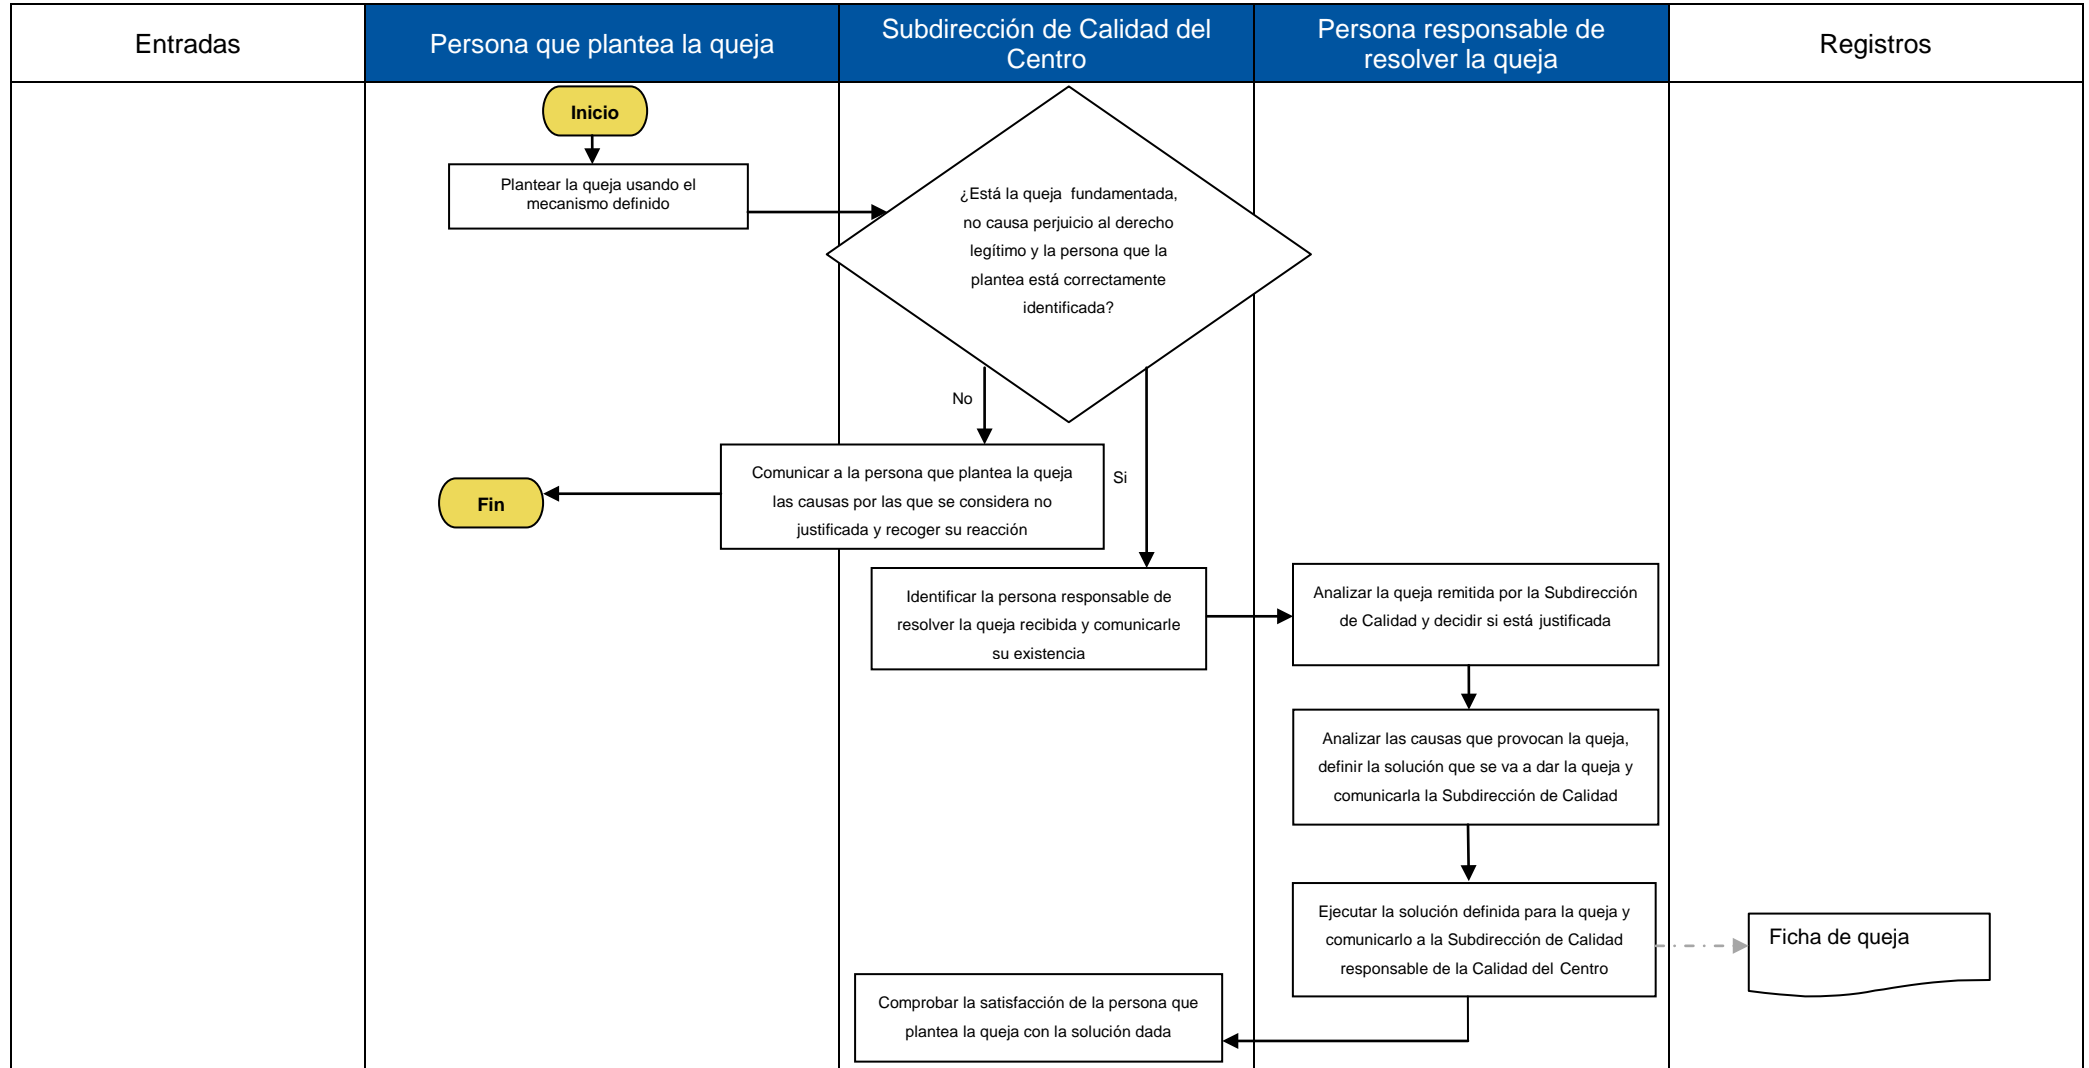 Entradas
Persona que plantea la queja
Subdirección de Calidad del
Centro
Persona responsable de
resolver la queja
Registros
Inicio
Plantear la queja usando el
mecanismo definido
¿Está la queja  fundamentada,
no causa perjuicio al derecho
legítimo y la persona que la
plantea está correctamente
identificada?
No
Si
Comunicar a la persona que plantea la queja
las causas por las que se considera no
justificada y recoger su reacción
Fin
Identificar la persona responsable de
resolver la queja recibida y comunicarle
su existencia
Analizar la queja remitida por la Subdirección
de Calidad y decidir si está justificada
Analizar las causas que provocan la queja,
definir la solución que se va a dar la queja y
comunicarla la Subdirección de Calidad
Ejecutar la solución definida para la queja y
comunicarlo a la Subdirección de Calidad
responsable de la Calidad del Centro
Ficha de queja
Comprobar la satisfacción de la persona que
plantea la queja con la solución dada